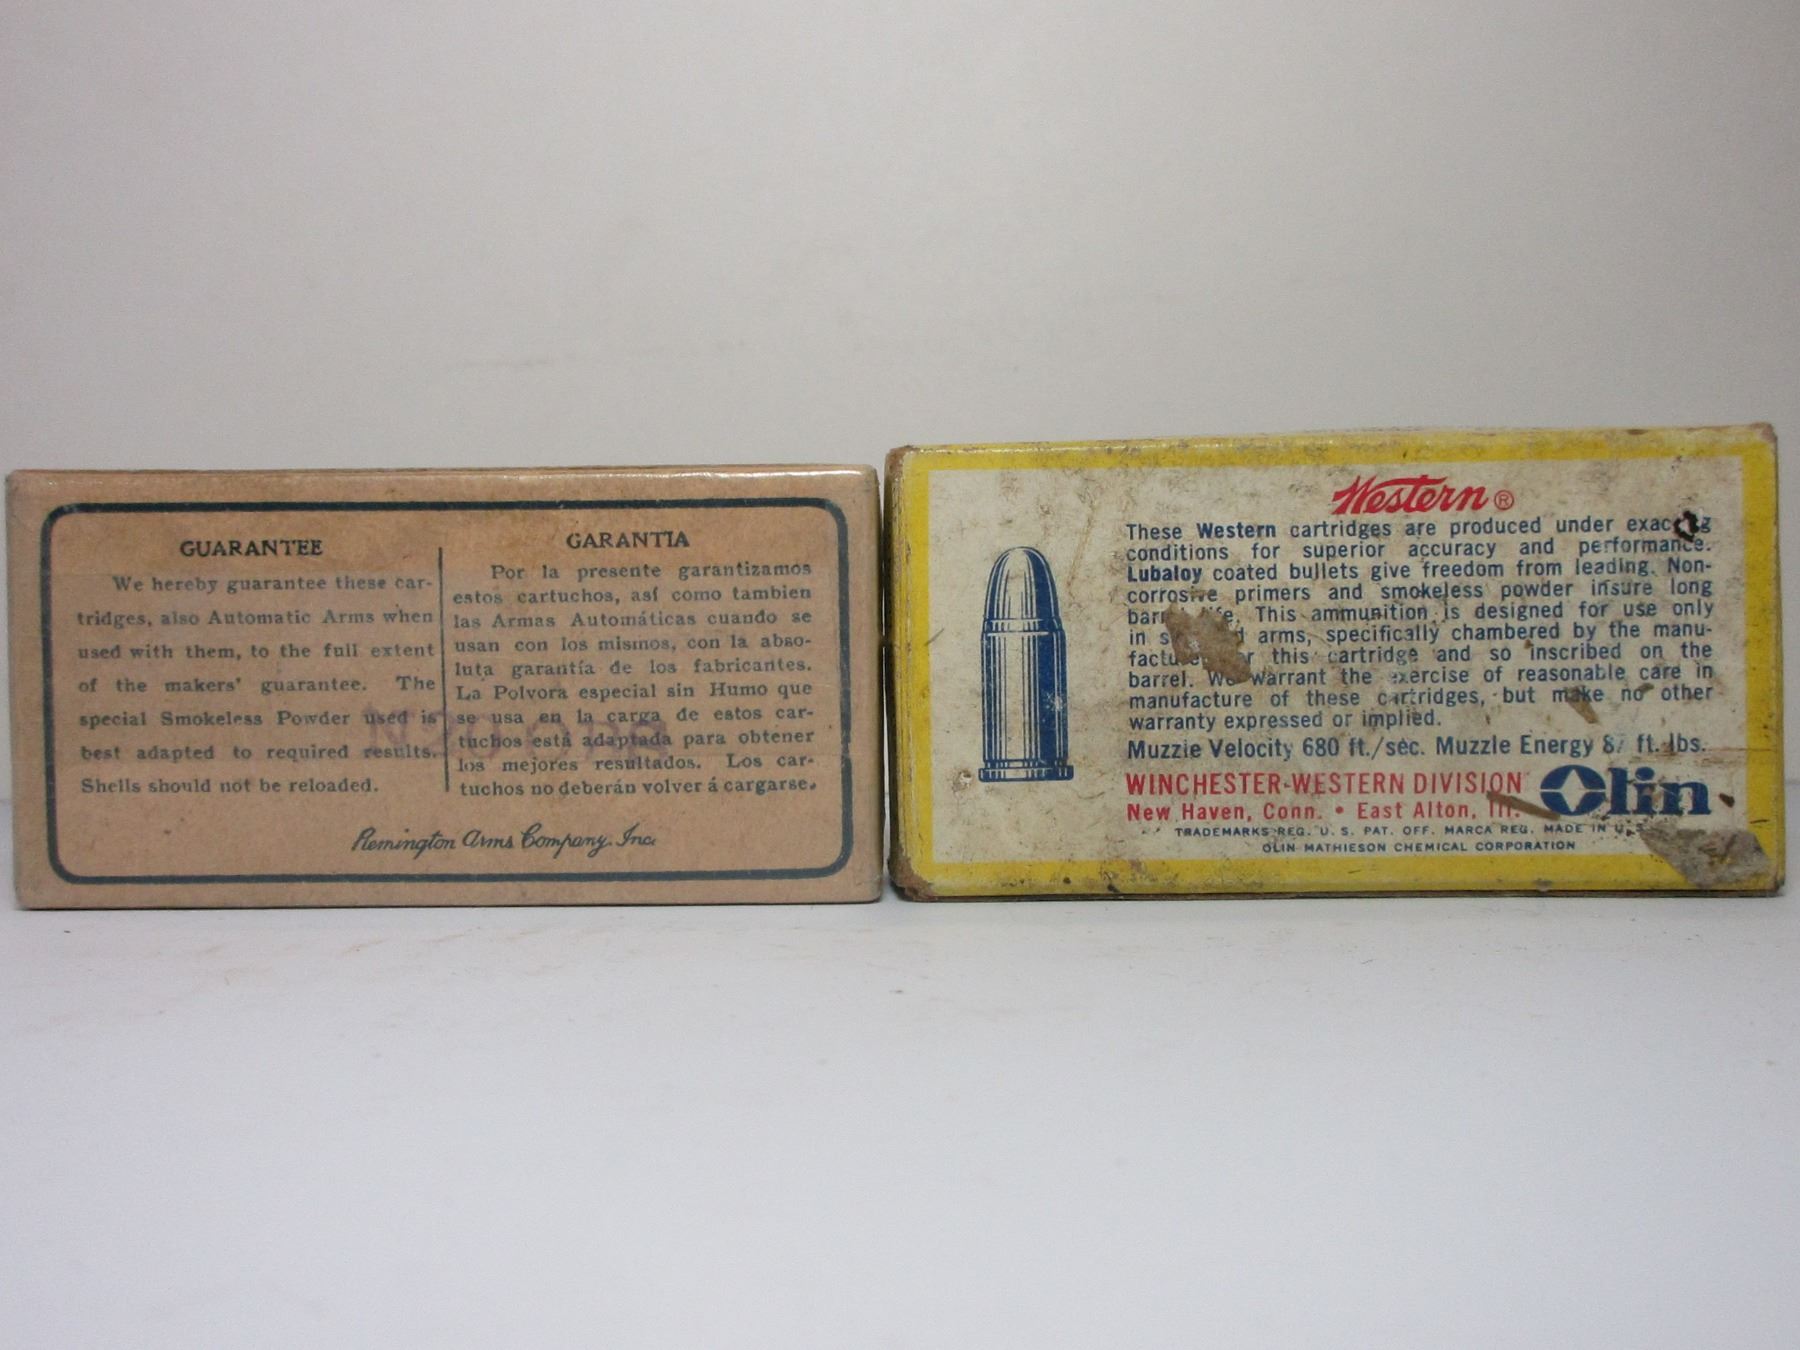 GUARANTEE
We hereby guarantee these car-
tridges, also Automatic Arms when
used with them, to the full extent
of the makers' guarantee. The
special Smokeless Powder used is
best adapted to required results.
Shells should not be reloaded.
GARANTIA
Por la presente garantizamos
estos cartuchos, así como tambien
las Armas Automáticas cuando se
usan con los mismos, con la abso-
luta garantía de los fabricantes.
La Polvora especial sin Humo que
se usa en la carga de estos car-
tuchos está adaptada para obtener
los mejores resultados. Los car-
tuchos no deberán volver á cargarse.
Remington Arms Company, Inc.
Western ®
These Western cartridges are produced under
conditions for superior accuracy and performance.
Lubaloy coated bullets give freedom from leading. Non-
corrosive primers and smokeless powder insure long
life. This ammunition is designed for use only
in arms, specifically chambered by the manu-
this cartridge and so inscribed on the
barrel. We warrant the exercise of reasonable care in
manufacture of these cartridges, but make no other
warranty expressed or implied.
Muzzle Velocity 680 ft./sec. Muzzle Energy ft. lbs.
WINCHESTER-WESTERN DIVISION
New Haven, Conn. • East Alton, Ill.
Olin
TRADEMARKS REG. U. S. PAT. OFF. MARCA REG. MADE IN
OLIN MATHIESON CHEMICAL CORPORATION